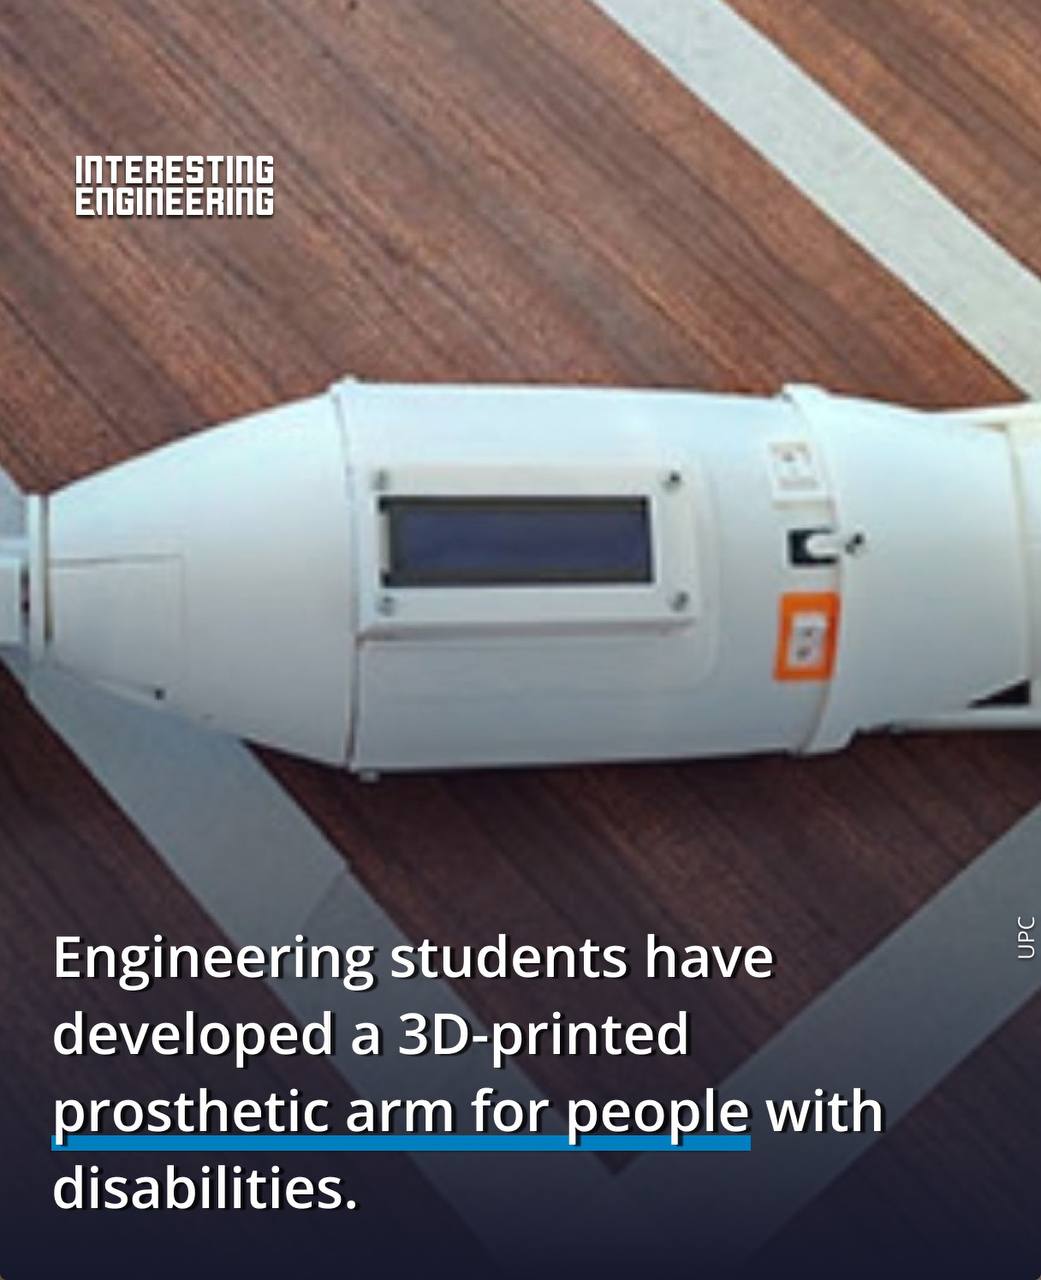 INTERESTING
ENGINEERING
UPC
Engineering students have
developed a 3D-printed
prosthetic arm for people with
disabilities.